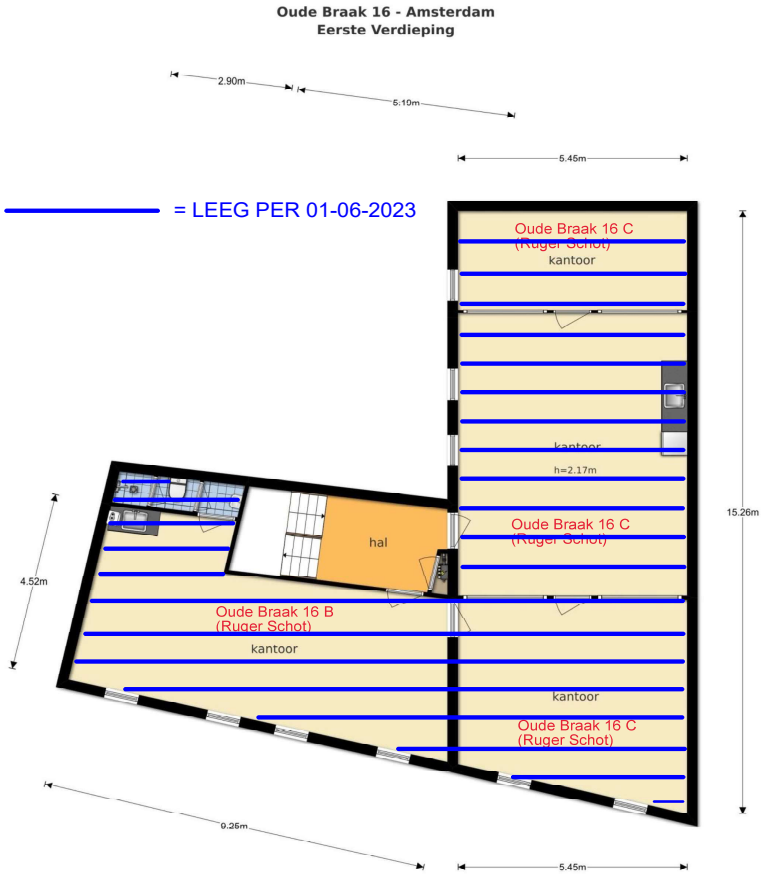 Oude Braak 16 - Amsterdam
Eerste Verdieping
2.90m
5.10m
5.45m
= LEEG PER 01-06-2023
Oude Braak 16 C
(Ruger Schot)
kantoor
kantoor
h=2.17m
15.26m
Oude Braak 16 C
(Ruger Schot)
hal
4.52m
Oude Braak 16 B
(Ruger Schot)
kantoor
kantoor
Oude Braak 16 C
(Ruger Schot)
9.25m
5.45m